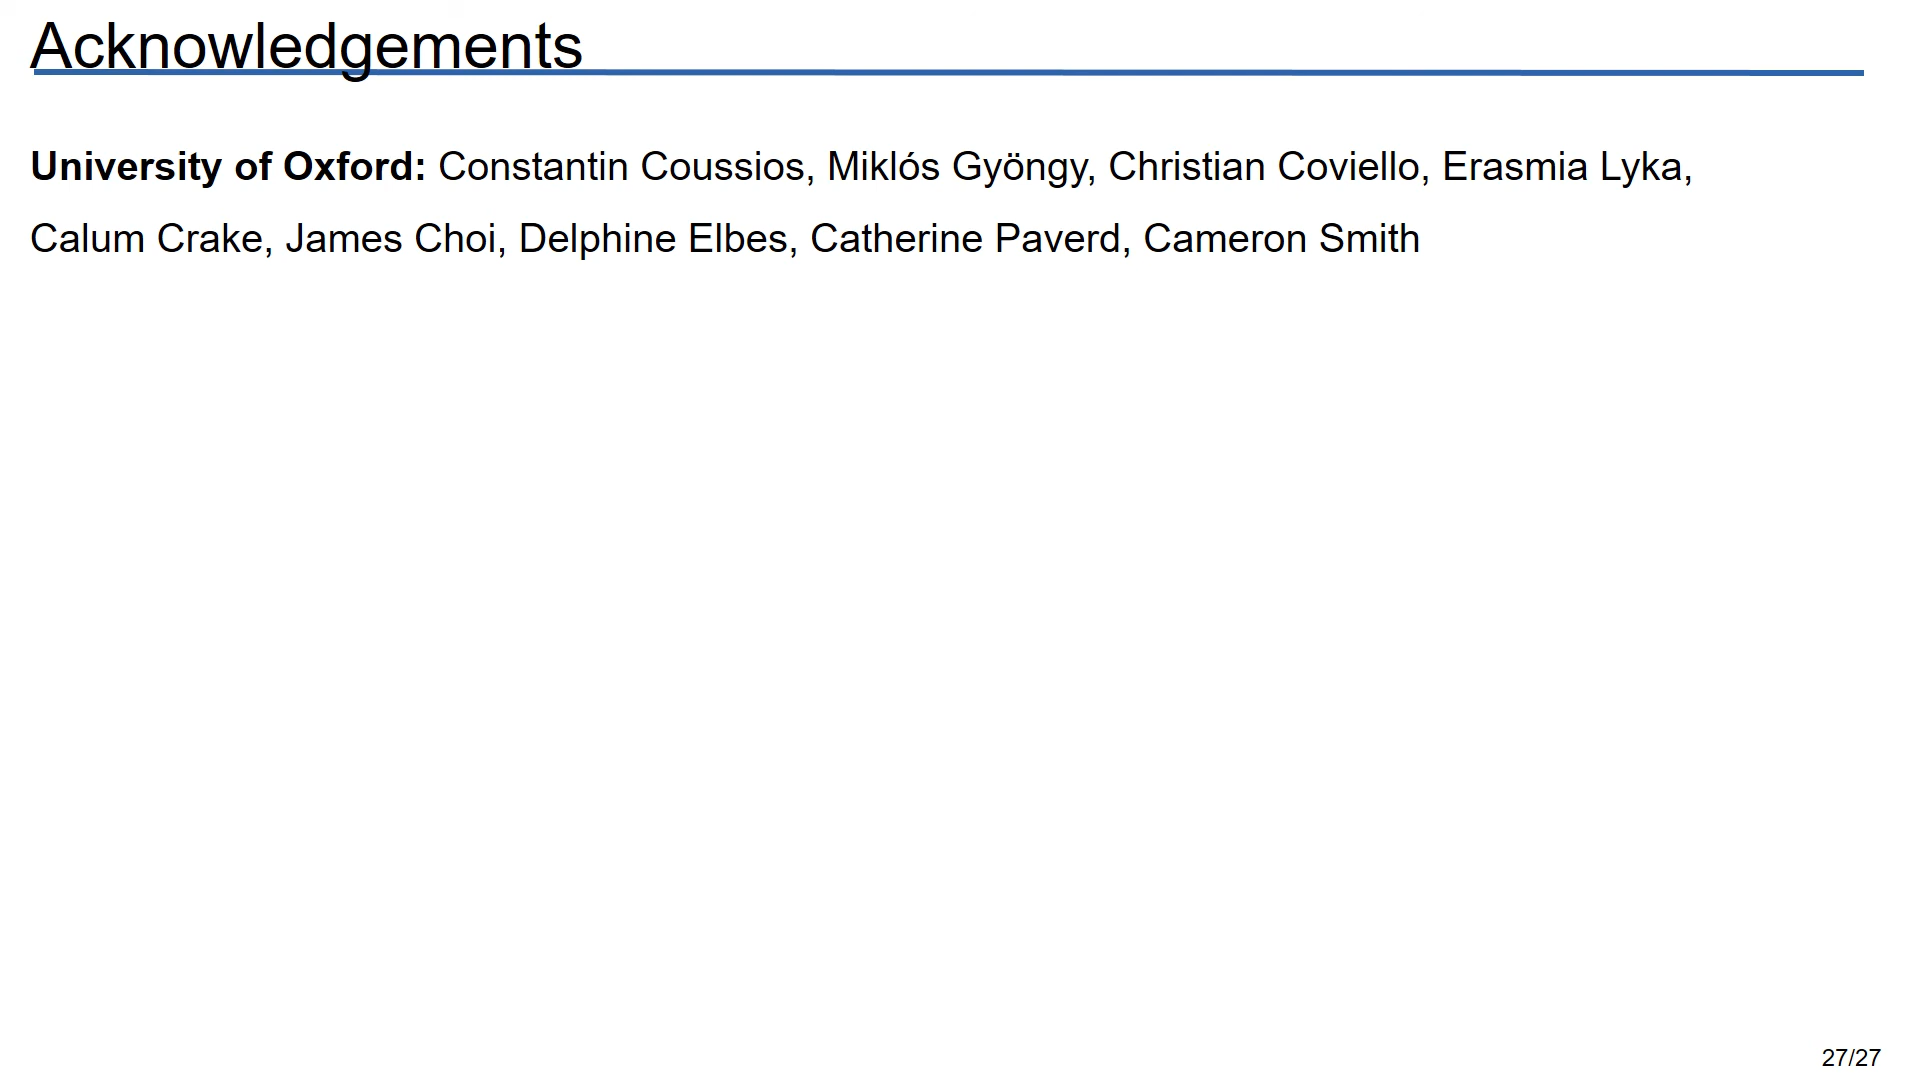 Acknowledgements
University of Oxford: Constantin Coussios, Miklós Gyöngy, Christian Coviello, Erasmia Lyka,
Calum Crake, James Choi, Delphine Elbes, Catherine Paverd, Cameron Smith
27/27